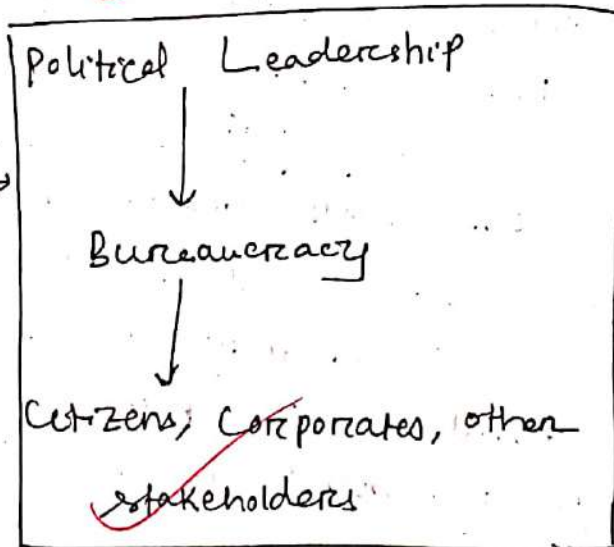 Political Leadership
Bureaucracy
Citizens, Corporates, other
stakeholders